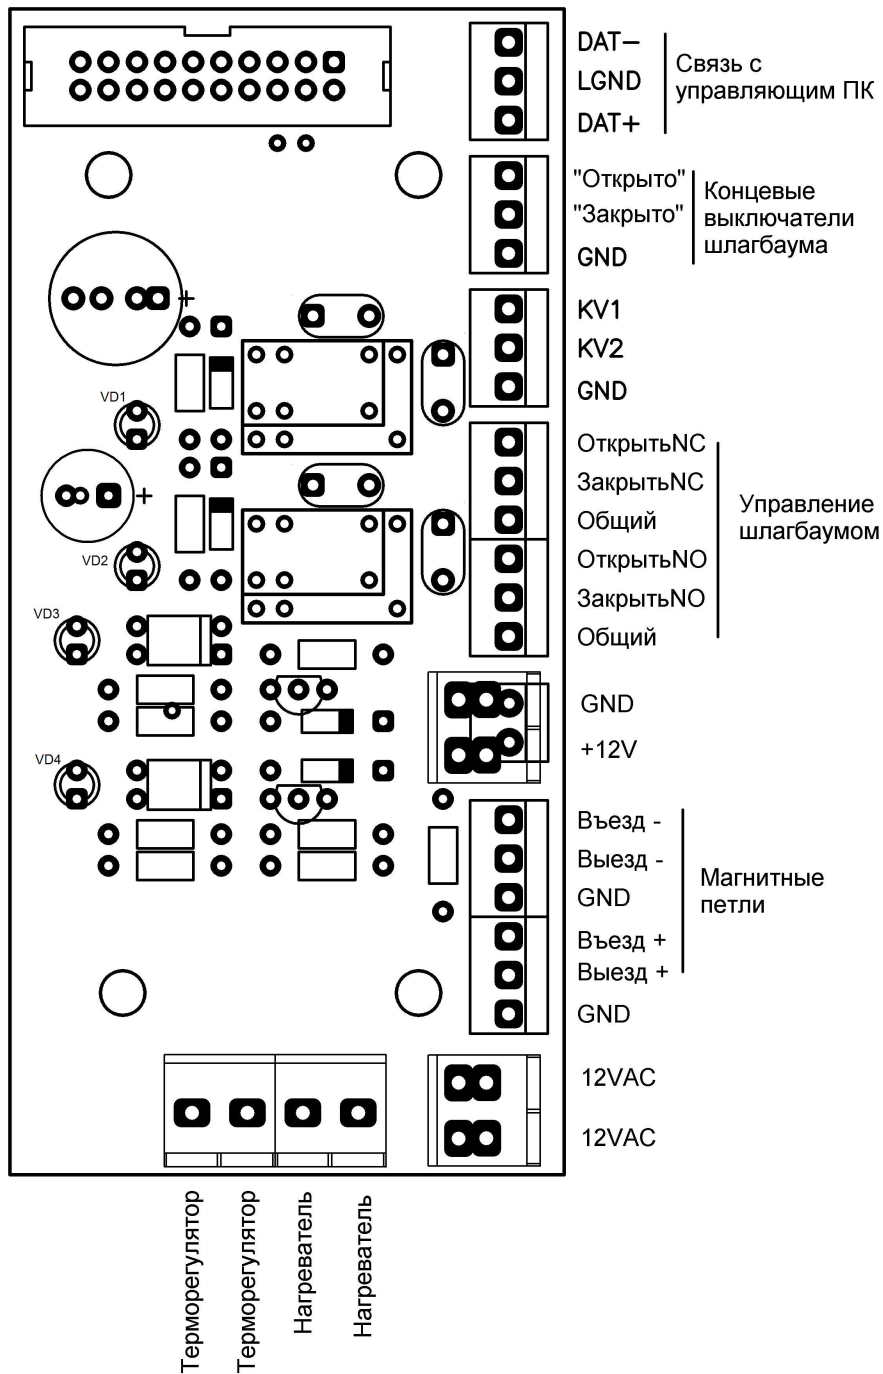 DAT−
LGND
DAT+
Связь с
управляющим ПК
"Открыто"
"Закрыто"
GND
Концевые
выключатели
шлагбаума
KV1
KV2
GND
ОткрытьNC
ЗакрытьNC
Общий
ОткрытьNO
ЗакрытьNO
Общий
Управление
шлагбаумом
GND
+12V
Въезд -
Выезд -
GND
Въезд +
Выезд +
GND
Магнитные
петли
12VAC
12VAC
+
VD1
+
VD2
VD3
VD4
Терморегулятор
Терморегулятор
Нагреватель
Нагреватель